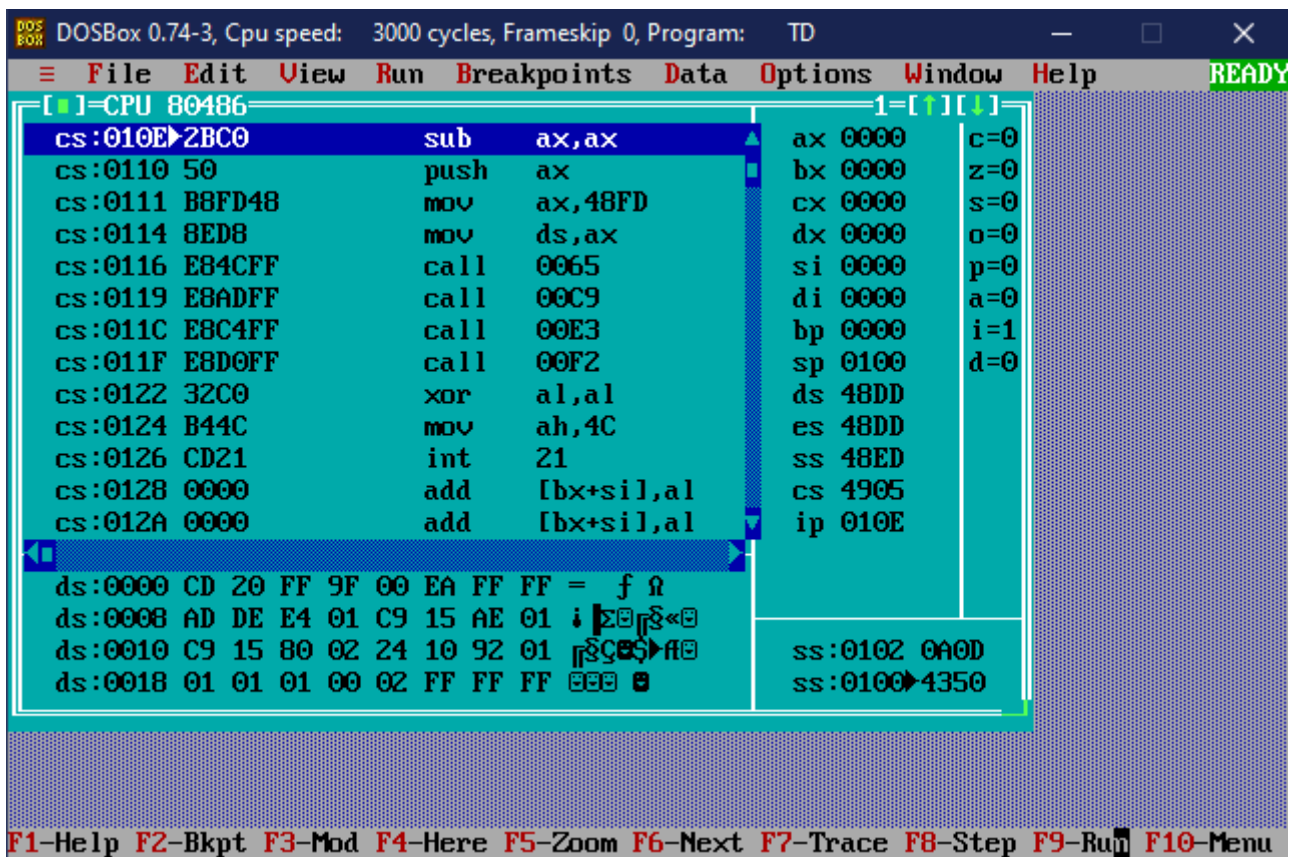 DOSBox 0.74-3, Cpu speed: 3000 cycles, Frameskip 0, Program: TD
≡ File Edit View Run Breakpoints Data Options Window Help READY
=[■]=CPU 80486 1=[↑][↓]=
cs:010E►2BC0 sub ax,ax ax 0000 c=0
cs:0110 50 push ax bx 0000 z=0
cs:0111 B8FD48 mov ax,48FD cx 0000 s=0
cs:0114 8ED8 mov ds,ax dx 0000 o=0
cs:0116 E84CFF call 0065 si 0000 p=0
cs:0119 E8ADFF call 00C9 di 0000 a=0
cs:011C E8C4FF call 00E3 bp 0000 i=1
cs:011F E8D0FF call 00F2 sp 0100 d=0
cs:0122 32C0 xor al,al ds 48DD
cs:0124 B44C mov ah,4C es 48DD
cs:0126 CD21 int 21 ss 48ED
cs:0128 0000 add [bx+si],al cs 4905
cs:012A 0000 add [bx+si],al ip 010E
ds:0000 CD 20 FF 9F 00 EA FF FF = ƒ Ω
ds:0008 AD DE E4 01 C9 15 AE 01 ¡▐Σ☺╔§«☺
ds:0010 C9 15 80 02 24 10 92 01 ╔§Ç☻$►Æ☺ ss:0102 0A0D
ds:0018 01 01 01 00 02 FF FF FF ☺☺☺ ☻ ss:0100►4350
F1-Help F2-Bkpt F3-Mod F4-Here F5-Zoom F6-Next F7-Trace F8-Step F9-Run F10-Menu